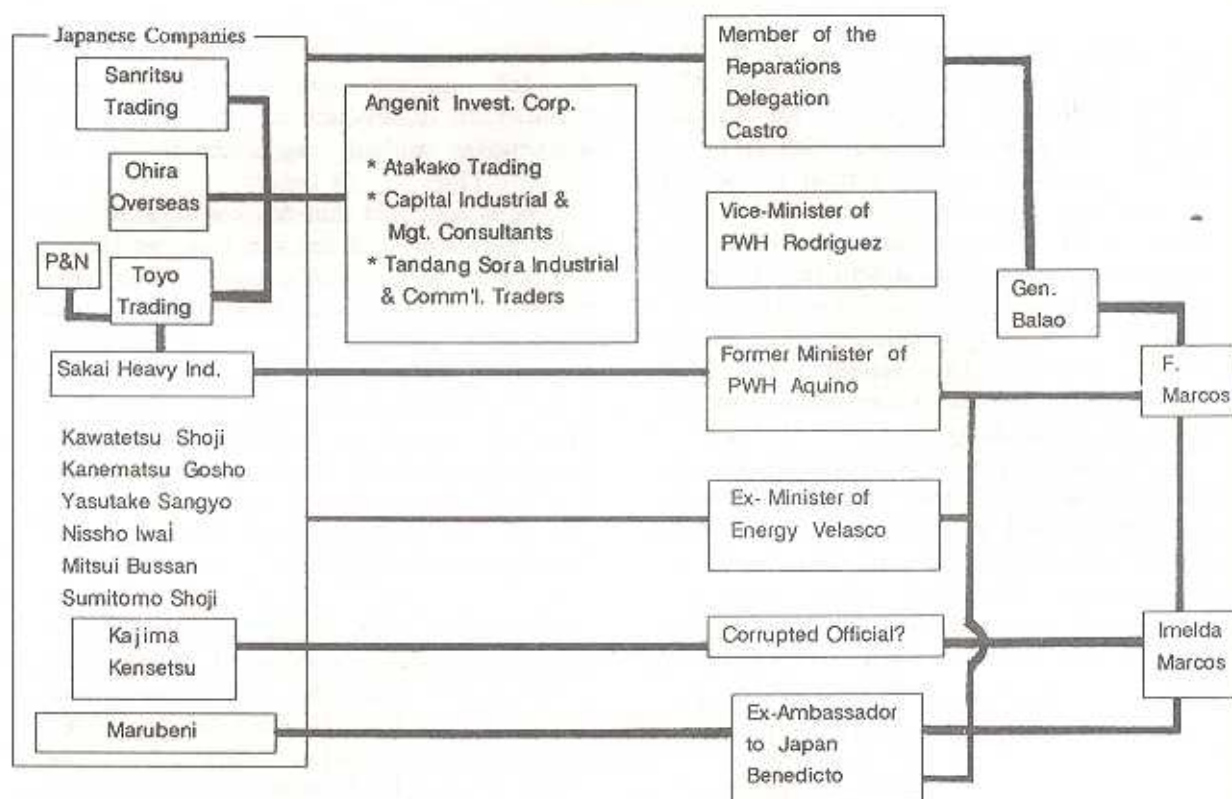 Japanese Companies
Sanritsu
Trading
Ohira
Overseas
P&N
Toyo
Trading
Sakai Heavy Ind.
Kawatetsu Shoji
Kanematsu Gosho
Yasutake Sangyo
Nissho Iwai
Mitsui Bussan
Sumitomo Shoji
Kajima
Kensetsu
Marubeni
Angenit Invest. Corp.
* Atakako Trading
* Capital Industrial &
Mgt. Consultants
* Tandang Sora Industrial
& Comm'l. Traders
Member of the
Reparations
Delegation
Castro
Vice-Minister of
PWH Rodriguez
Former Minister of
PWH Aquino
Ex- Minister of
Energy Velasco
Corrupted Official?
Ex-Ambassador
to Japan
Benedicto
Gen.
Balao
F.
Marcos
Imelda
Marcos